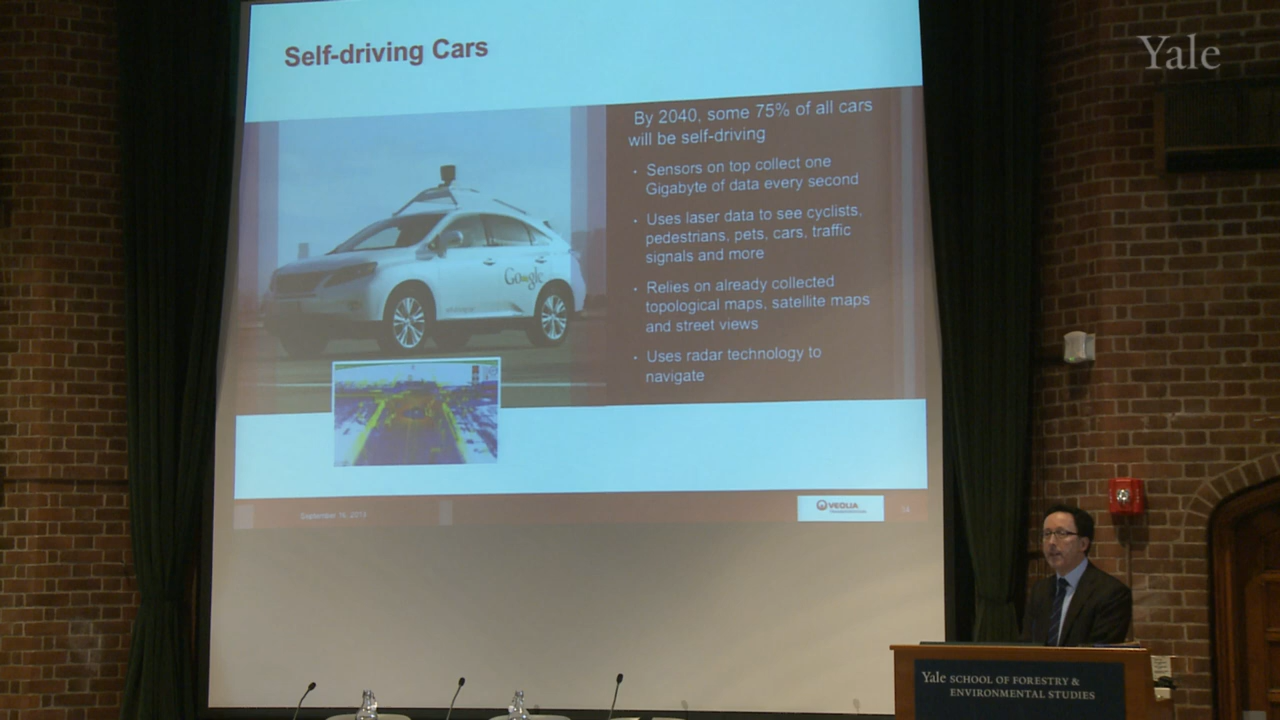 Self-driving Cars
Yale
By 2040, some 75% of all cars
will be self-driving
• Sensors on top collect one
Gigabyte of data every second
• Uses laser data to see cyclists,
pedestrians, pets, cars, traffic
signals and more
• Relies on already collected
topological maps, satellite maps
and street views
• Uses radar technology to
navigate
Google
VEOLIA
14
Yale SCHOOL OF FORESTRY &
ENVIRONMENTAL STUDIES